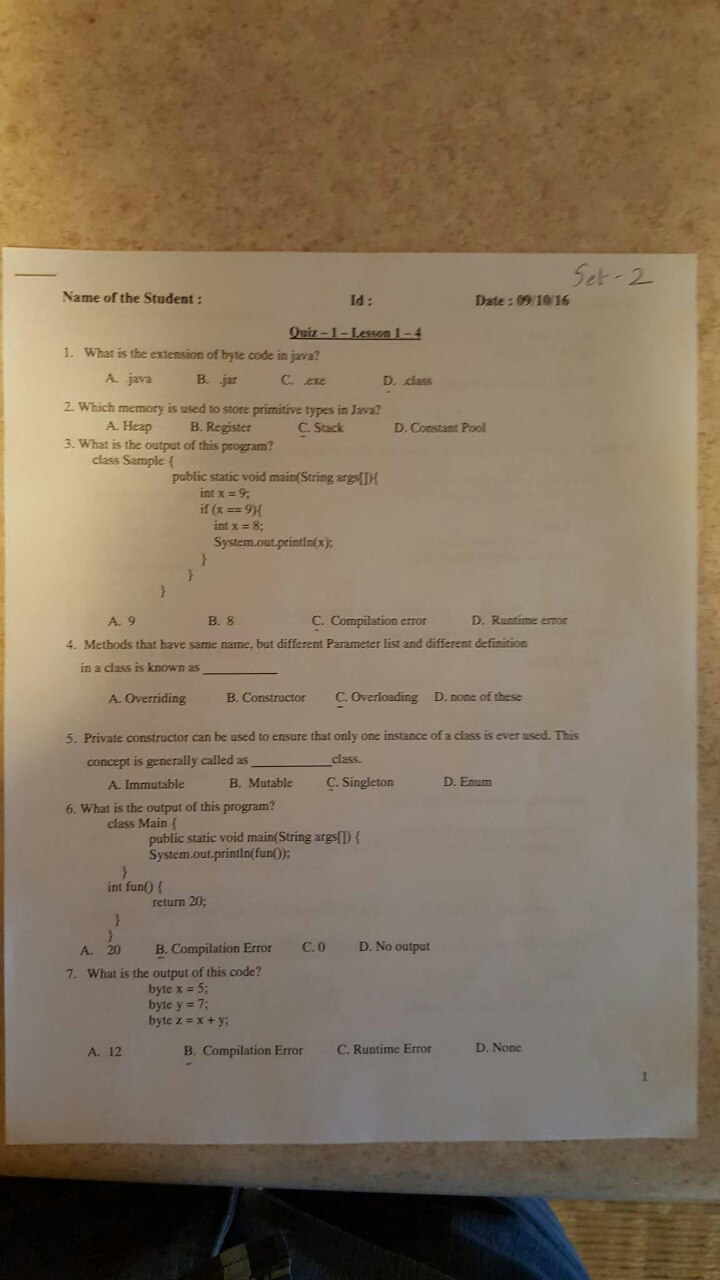 Set - 2
Name of the Student : Id : Date : 09/10/16
Quiz – 1 – Lesson 1 – 4
1. What is the extension of byte code in java?
A. .java B. .jar C. .exe D. .class
2. Which memory is used to store primitive types in Java?
A. Heap B. Register C. Stack D. Constant Pool
3. What is the output of this program?
class Sample {
public static void main(String args[]){
int x = 9;
if (x == 9){
int x = 8;
System.out.println(x);
}
}
}
A. 9 B. 8 C. Compilation error D. Runtime error
4. Methods that have same name, but different Parameter list and different definition
in a class is known as ___________
A. Overriding B. Constructor C. Overloading D. none of these
5. Private constructor can be used to ensure that only one instance of a class is ever used. This
concept is generally called as ____________class.
A. Immutable B. Mutable C. Singleton D. Enum
6. What is the output of this program?
class Main {
public static void main(String args[]) {
System.out.println(fun());
}
int fun() {
return 20;
}
}
A. 20 B. Compilation Error C. 0 D. No output
7. What is the output of this code?
byte x = 5;
byte y = 7;
byte z = x + y;
A. 12 B. Compilation Error C. Runtime Error D. None
1